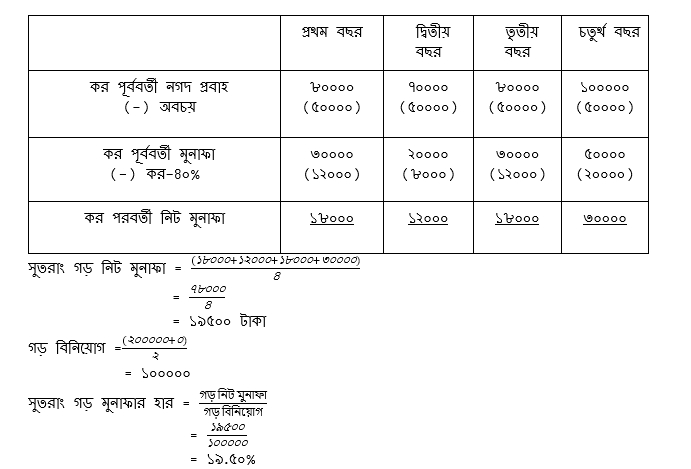 প্রথম বছর দ্বিতীয় বছর তৃতীয় বছর চতুর্থ বছর
কর পূর্ববর্তী নগদ প্রবাহ ৮০০০০ ৭০০০০ ৮০০০০ ১০০০০০
(-) অবচয় (৫০০০০) (৫০০০০) (৫০০০০) (৫০০০০)
কর পূর্ববর্তী মুনাফা ৩০০০০ ২০০০০ ৩০০০০ ৫০০০০
(-) কর-৪০% (১২০০০) (৮০০০) (১২০০০) (২০০০০)
কর পরবর্তী নিট মুনাফা ১৮০০০ ১২০০০ ১৮০০০ ৩০০০০
সুতরাং গড় নিট মুনাফা = (১৮০০০+১২০০০+১৮০০০+৩০০০০)
৪
= ৭৮০০০
৪
= ১৯৫০০ টাকা
গড় বিনিয়োগ =(২০০০০০+০)
২
= ১০০০০০
সুতরাং গড় মুনাফার হার = গড় নিট মুনাফা
গড় বিনিয়োগ
= ১৯৫০০
১০০০০০
= ১৯.৫০%